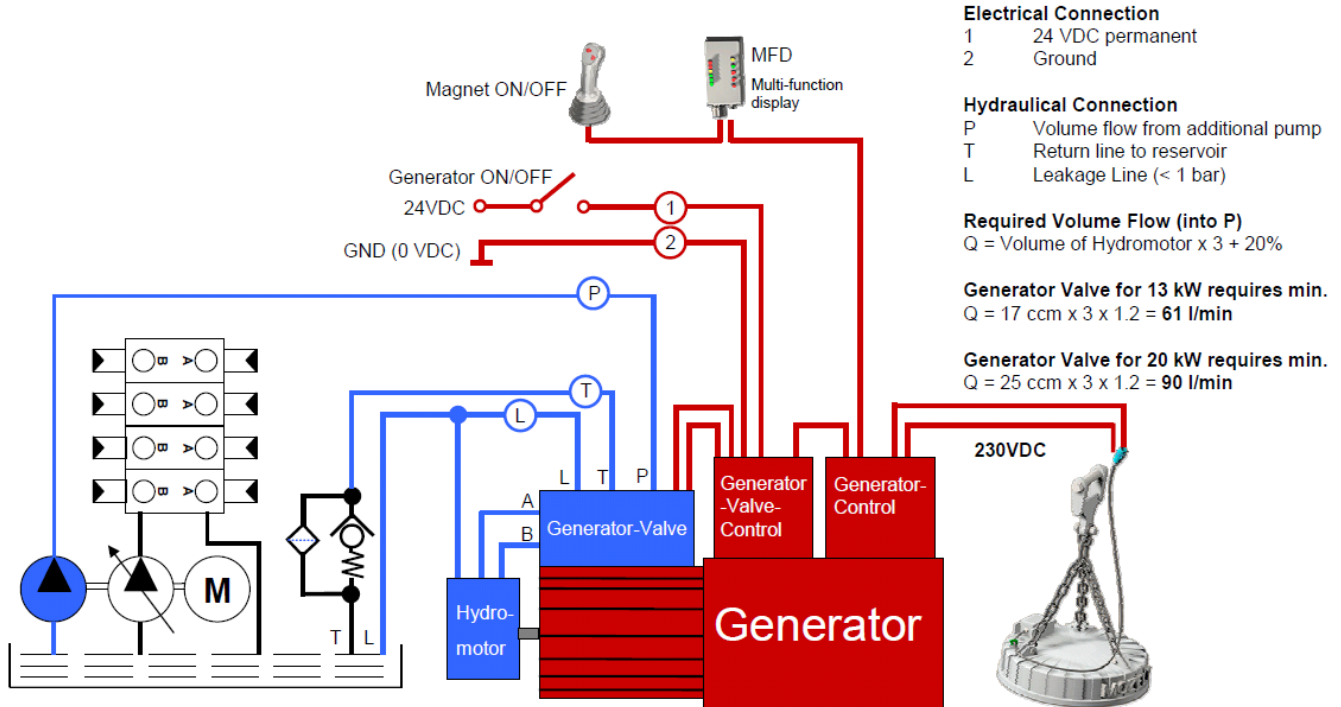 Electrical Connection
1 24 VDC permanent
2 Ground
Hydraulical Connection
P Volume flow from additional pump
T Return line to reservoir
L Leakage Line (< 1 bar)
Required Volume Flow (into P)
Q = Volume of Hydromotor x 3 + 20%
Generator Valve for 13 kW requires min.
Q = 17 ccm x 3 x 1.2 = 61 l/min
Generator Valve for 20 kW requires min.
Q = 25 ccm x 3 x 1.2 = 90 l/min
Magnet ON/OFF
MFD
Multi-function
display
Generator ON/OFF
24VDC
1
2
GND (0 VDC)
P
T
L
B A
B A
B A
B A
L T P
A
B
Generator-Valve
Generator
-Valve-
Control
Generator-
Control
230VDC
M
Hydro-
motor
Generator
T L